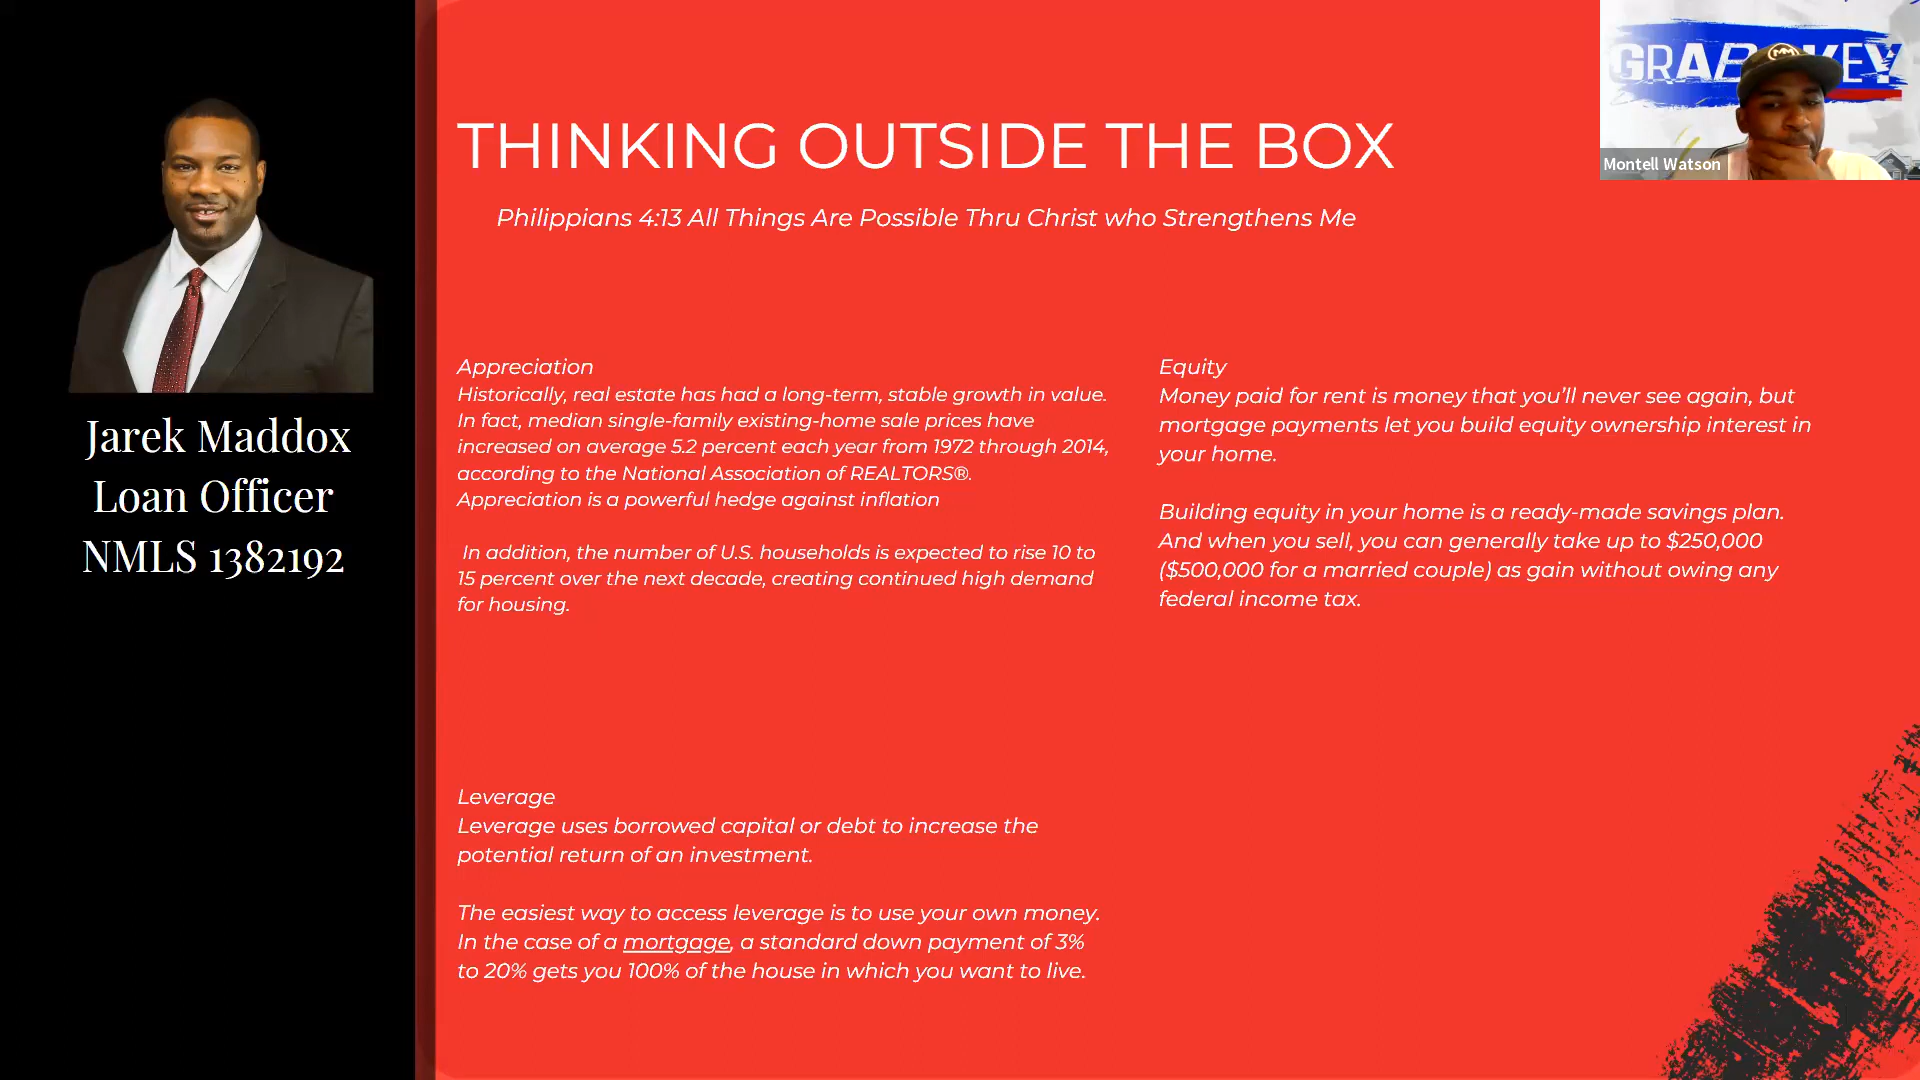 THINKING OUTSIDE THE BOX
Philippians 4:13 All Things Are Possible Thru Christ who Strengthens Me
Montell Watson
Jarek Maddox
Loan Officer
NMLS 1382192
Appreciation
Historically, real estate has had a long-term, stable growth in value.
In fact, median single-family existing-home sale prices have
increased on average 5.2 percent each year from 1972 through 2014,
according to the National Association of REALTORS®.
Appreciation is a powerful hedge against inflation
In addition, the number of U.S. households is expected to rise 10 to
15 percent over the next decade, creating continued high demand
for housing.
Equity
Money paid for rent is money that you’ll never see again, but
mortgage payments let you build equity ownership interest in
your home.
Building equity in your home is a ready-made savings plan.
And when you sell, you can generally take up to $250,000
($500,000 for a married couple) as gain without owing any
federal income tax.
Leverage
Leverage uses borrowed capital or debt to increase the
potential return of an investment.
The easiest way to access leverage is to use your own money.
In the case of a mortgage, a standard down payment of 3%
to 20% gets you 100% of the house in which you want to live.